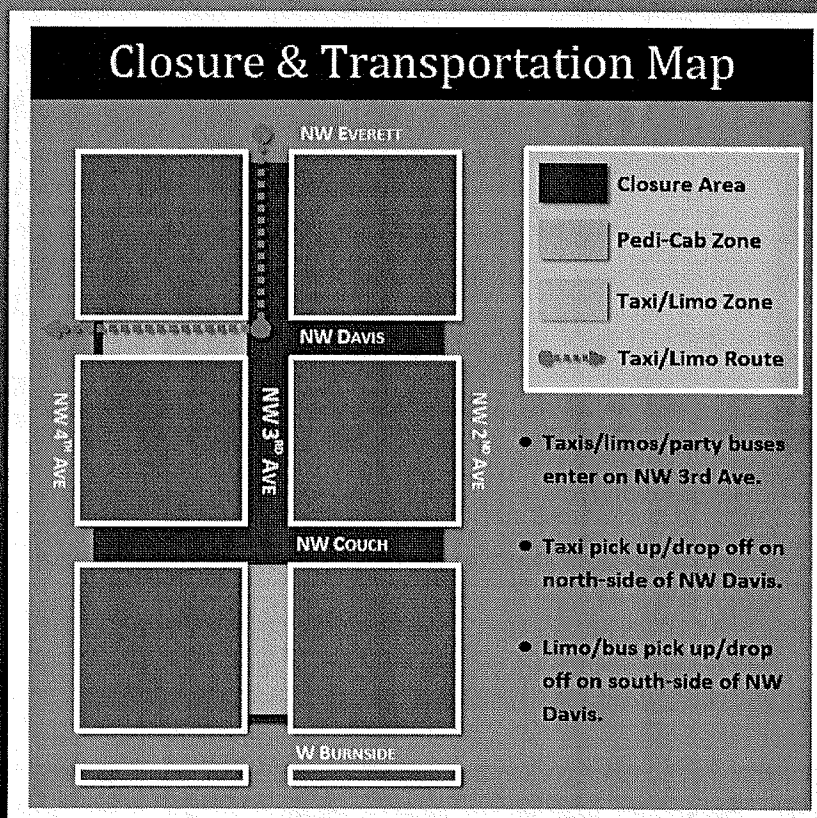 Closure & Transportation Map
NW EVERETT
Closure Area
Pedi-Cab Zone
Taxi/Limo Zone
Taxi/Limo Route
NW DAVIS
NW 4TH AVE
NW 3RD AVE
NW 2ND AVE
NW COUCH
W BURNSIDE
• Taxis/limos/party buses
enter on NW 3rd Ave.
• Taxi pick up/drop off on
north-side of NW Davis.
• Limo/bus pick up/drop
off on south-side of NW
Davis.